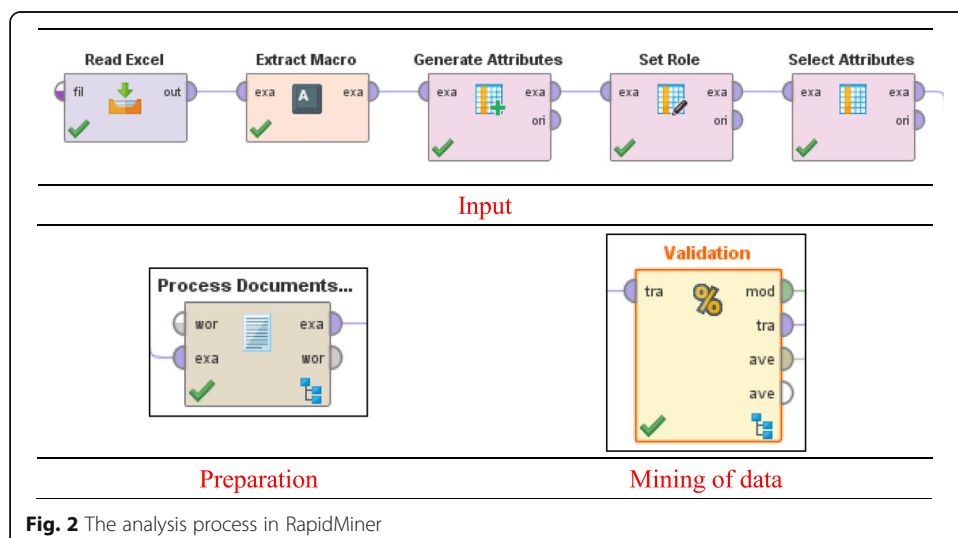 Read Excel Extract Macro Generate Attributes Set Role Select Attributes
fil out exa A exa exa exa exa exa exa exa
ori ori ori
Input
Validation
Process Documents...
tra % mod
wor exa
tra
exa wor
ave
ave
Preparation Mining of data
Fig. 2 The analysis process in RapidMiner